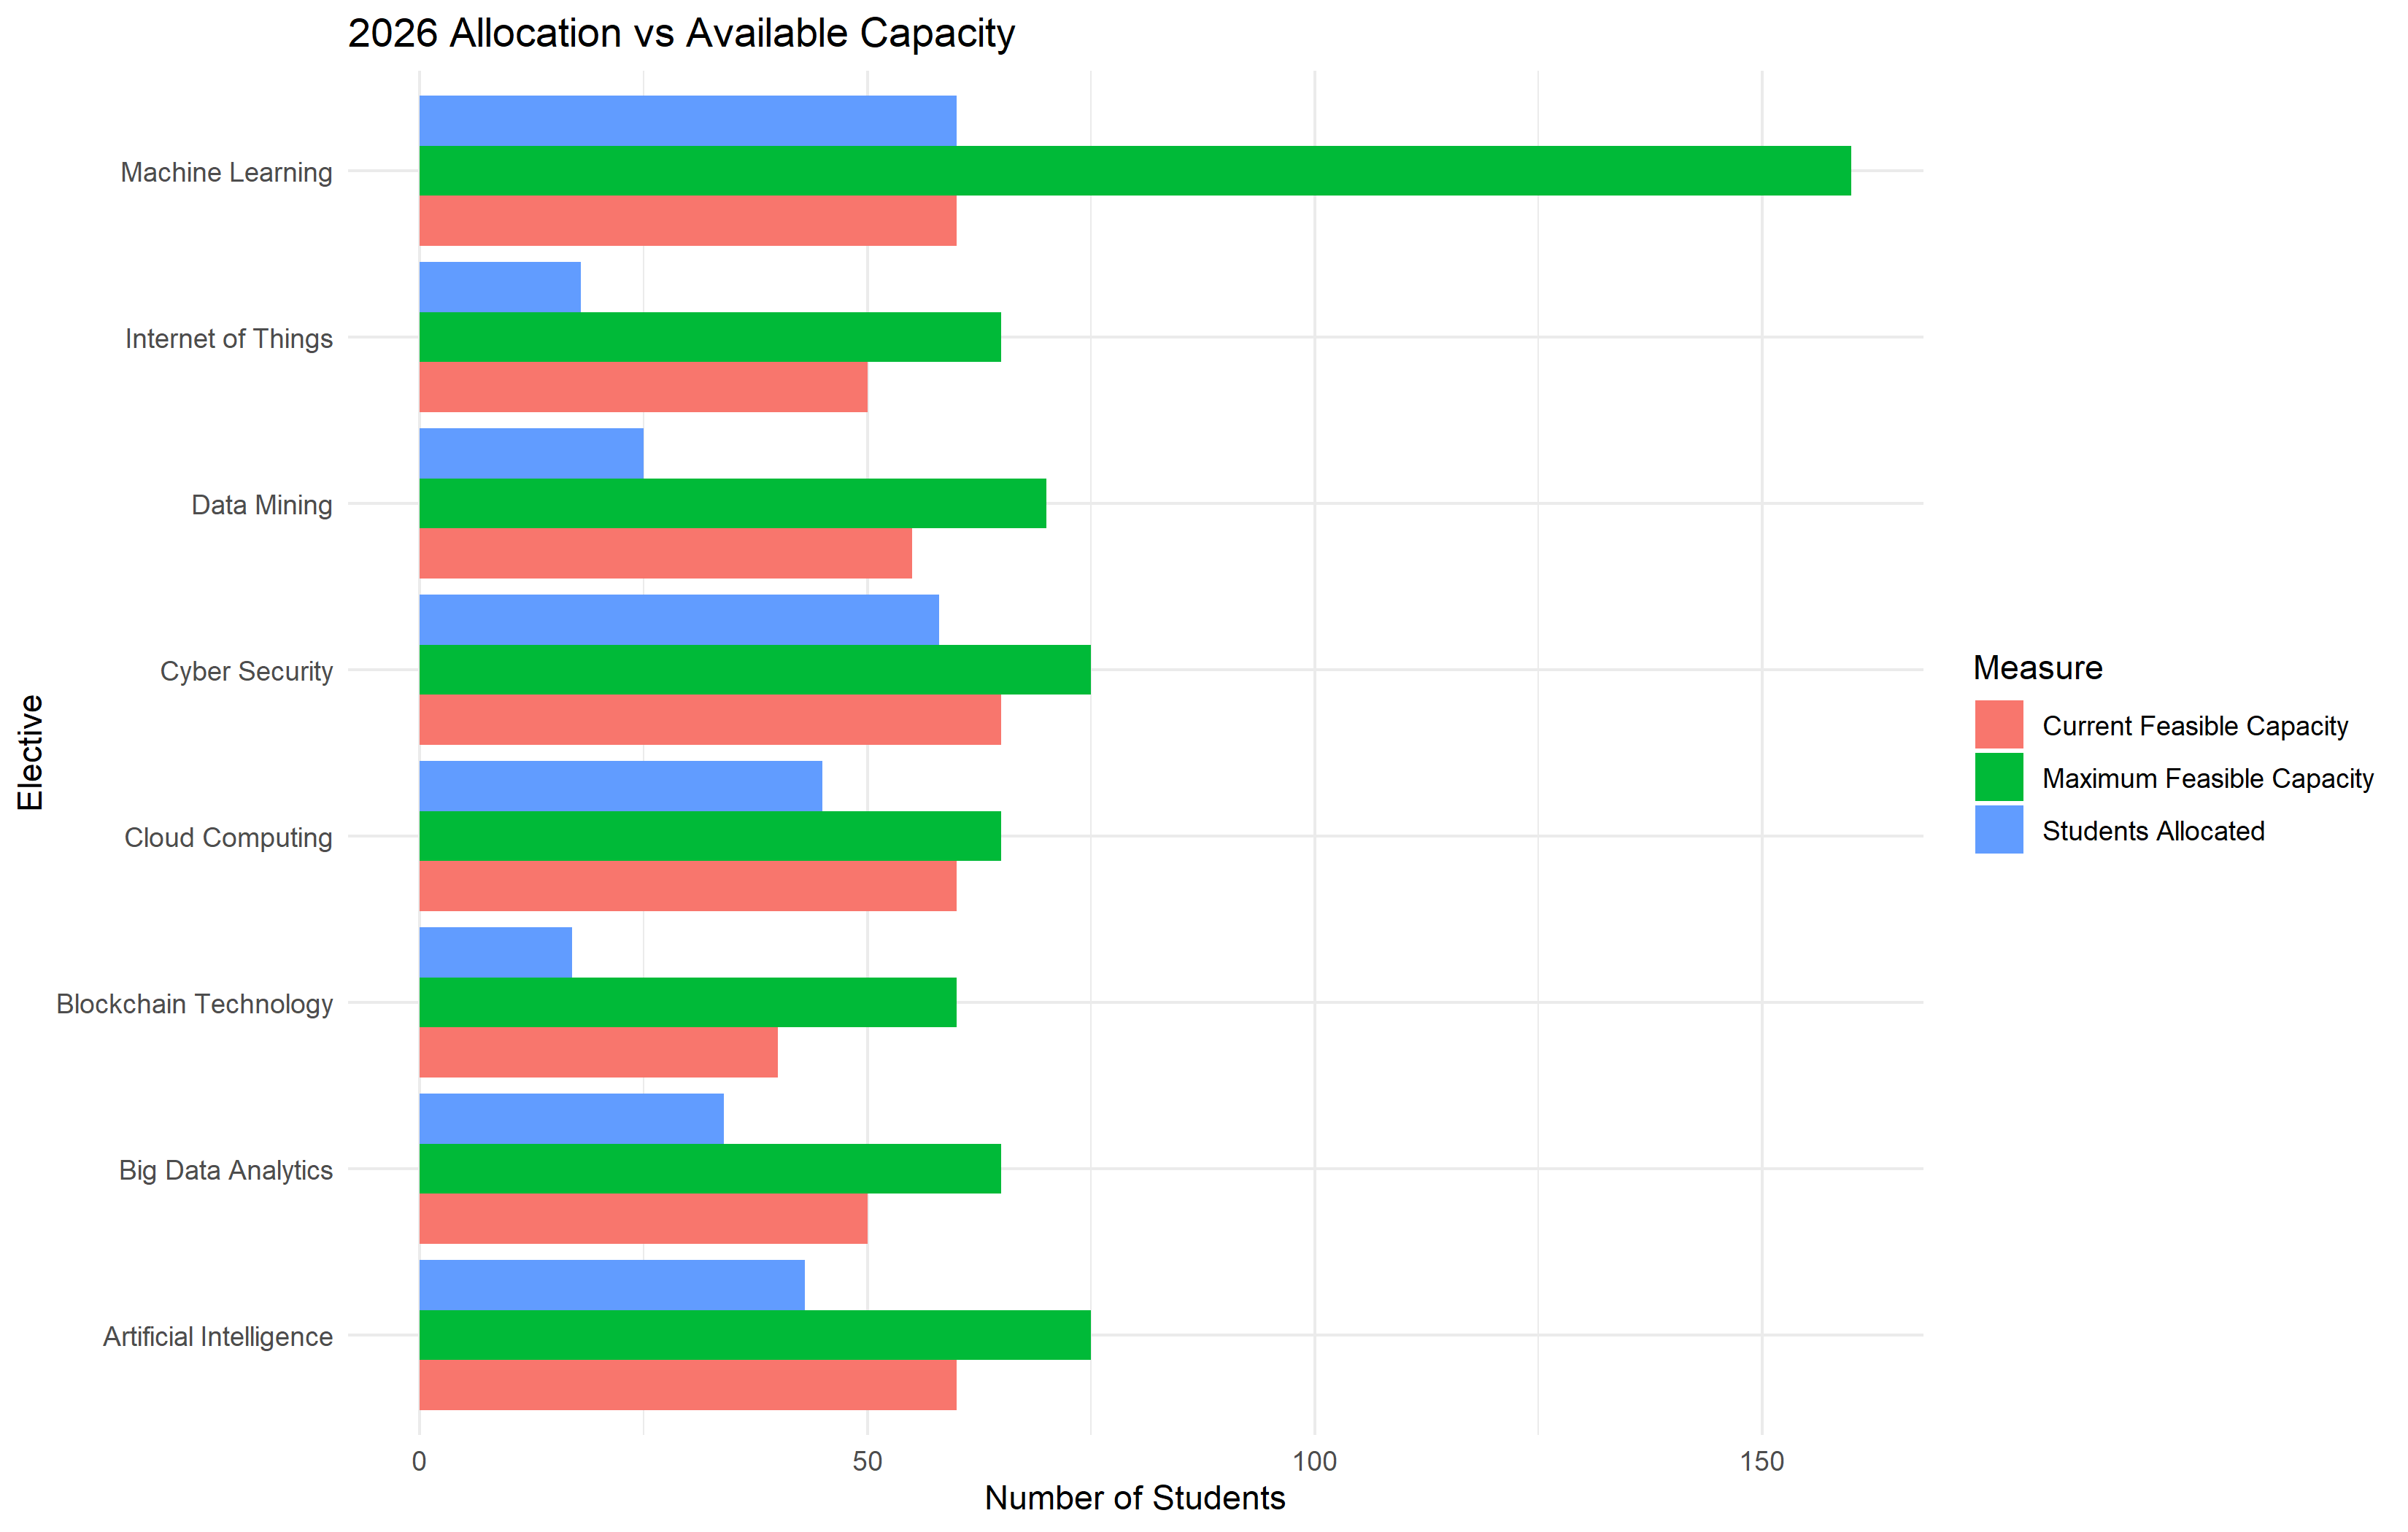 2026 Allocation vs Available Capacity
Machine Learning
Internet of Things
Data Mining
Cyber Security
Cloud Computing
Blockchain Technology
Big Data Analytics
Artificial Intelligence
Elective
0 50 100 150
Number of Students
Measure
Current Feasible Capacity
Maximum Feasible Capacity
Students Allocated